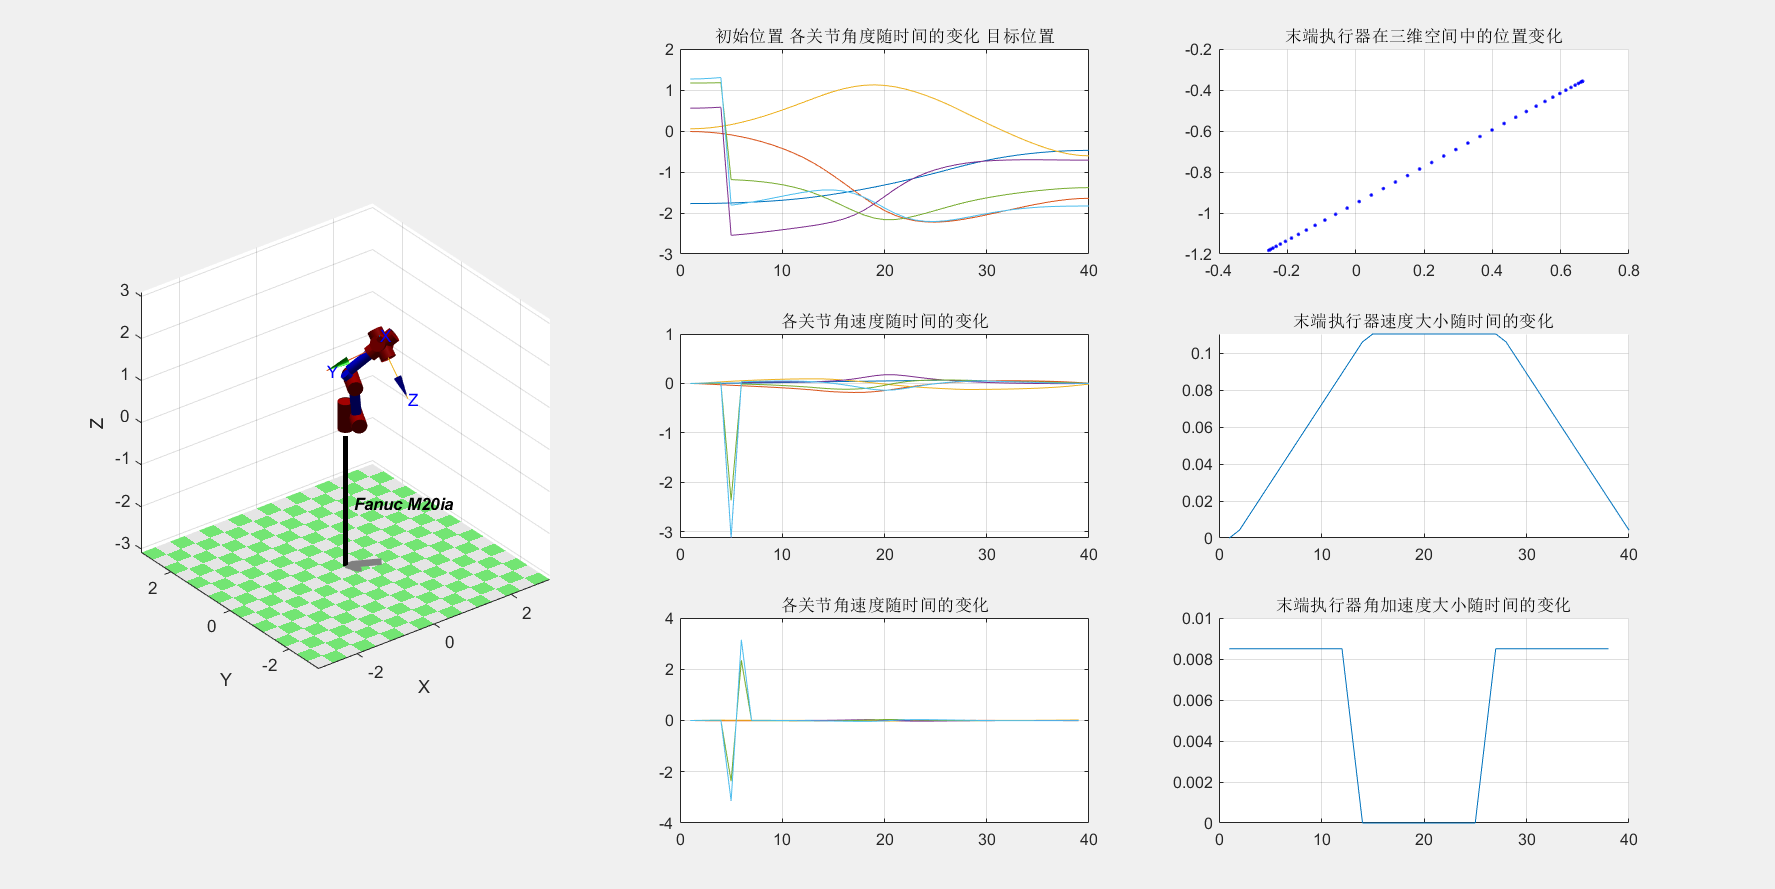 3
2
1
0
-1
-2
-3
Z
X
Y
Z
Fanuc M20ia
2
0
-2
Y
-2
0
2
X
初始位置 各关节角度随时间的变化 目标位置
2
1
0
-1
-2
-3
0 10 20 30 40
末端执行器在三维空间中的位置变化
-0.2
-0.4
-0.6
-0.8
-1
-1.2
-0.4 -0.2 0 0.2 0.4 0.6 0.8
各关节角速度随时间的变化
1
0
-1
-2
-3
0 10 20 30 40
末端执行器速度大小随时间的变化
0.1
0.08
0.06
0.04
0.02
0
0 10 20 30 40
各关节角速度随时间的变化
4
2
0
-2
-4
0 10 20 30 40
末端执行器角加速度大小随时间的变化
0.01
0.008
0.006
0.004
0.002
0
0 10 20 30 40